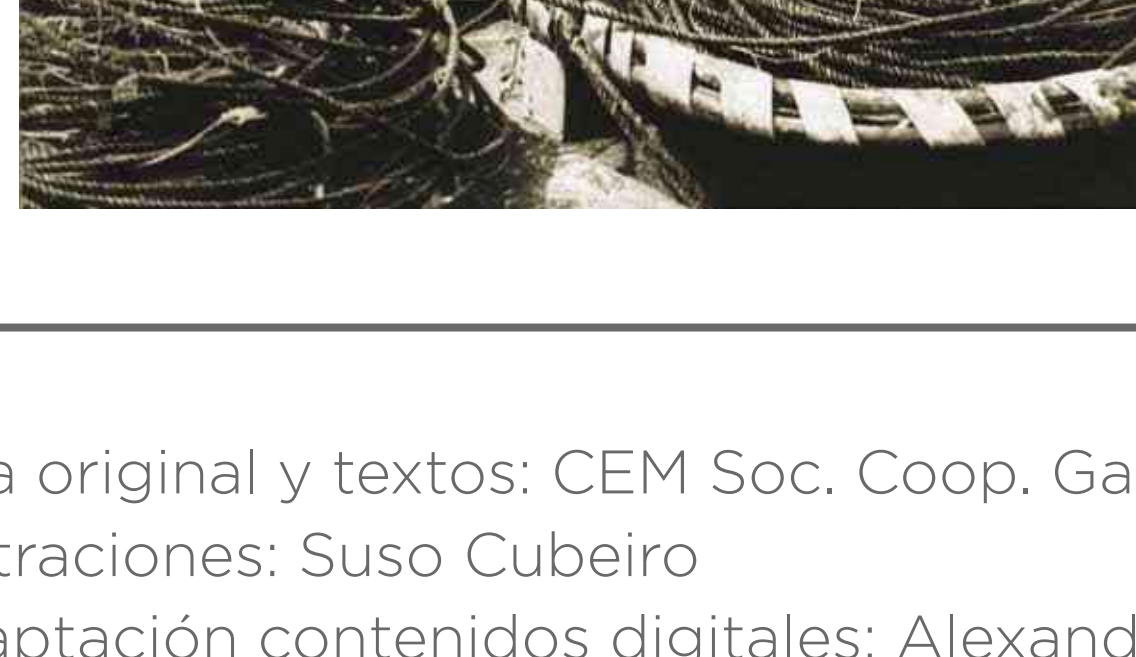 a original y textos: CEM Soc. Coop. Ga
traciones: Suso Cubeiro
aptación contenidos digitales: Alexand